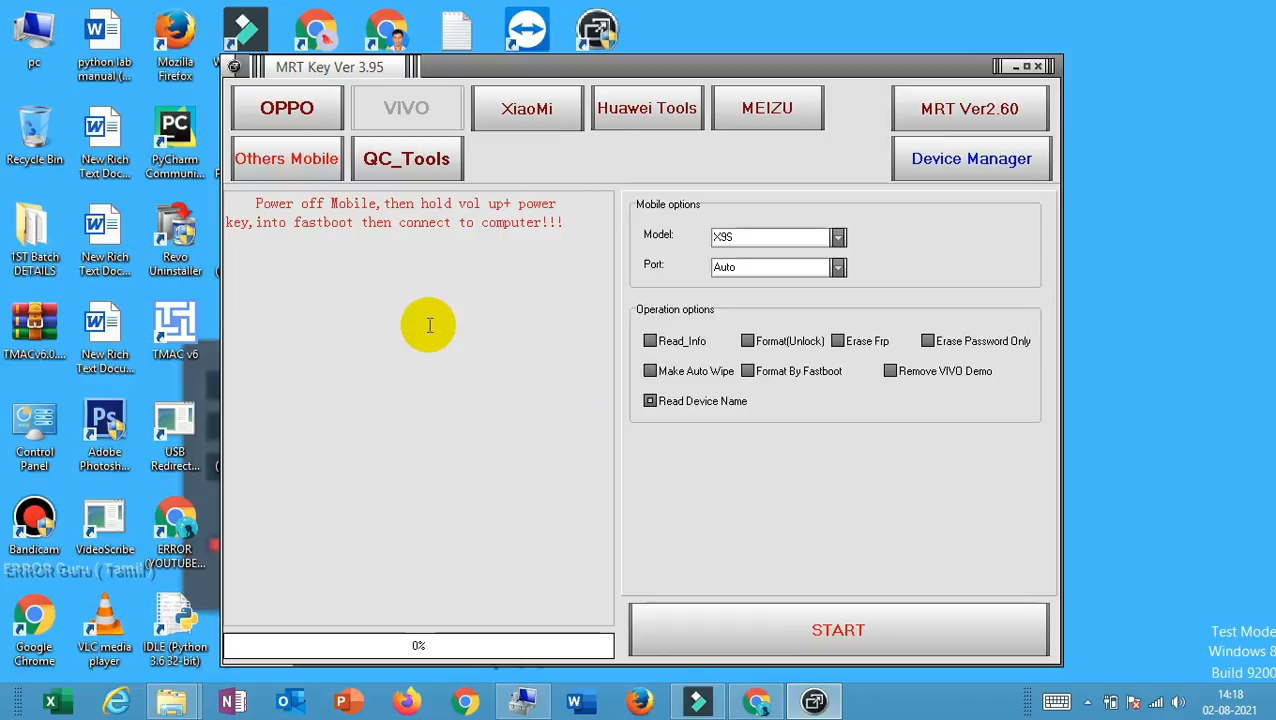 pc
python lab
manual (...
Mozilla
Firefox
Recycle Bin
New Rich
Text Doc...
PyCharm
Communi...
1ST Batch
DETAILS
New Rich
Text Docu...
Revo
Uninstaller
TMACv6.0....
New Rich
Text Docu...
TMAC v6
Control
Panel
Adobe
Photosh...
USB
Redirect...
Bandicam
VideoScribe
ERROR
(YOUTUBE...
ERROR Guru ( Tamil )
Google
Chrome
VLC media
player
IDLE (Python
3.6 32-bit)
MRT Key Ver 3.95
OPPO
VIVO
XiaoMi
Huawei Tools
MEIZU
MRT Ver2.60
Others Mobile
QC_Tools
Device Manager
Power off Mobile,then hold vol up+ power
key,into fastboot then connect to computer!!!
Mobile options
Model:
X9S
Port:
Auto
Operation options
Read_Info
Format(Unlock)
Erase Frp
Erase Password Only
Make Auto Wipe
Format By Fastboot
Remove VIVO Demo
Read Device Name
0%
START
Test Mode
Windows 8
Build 9200
14:18
02-08-2021